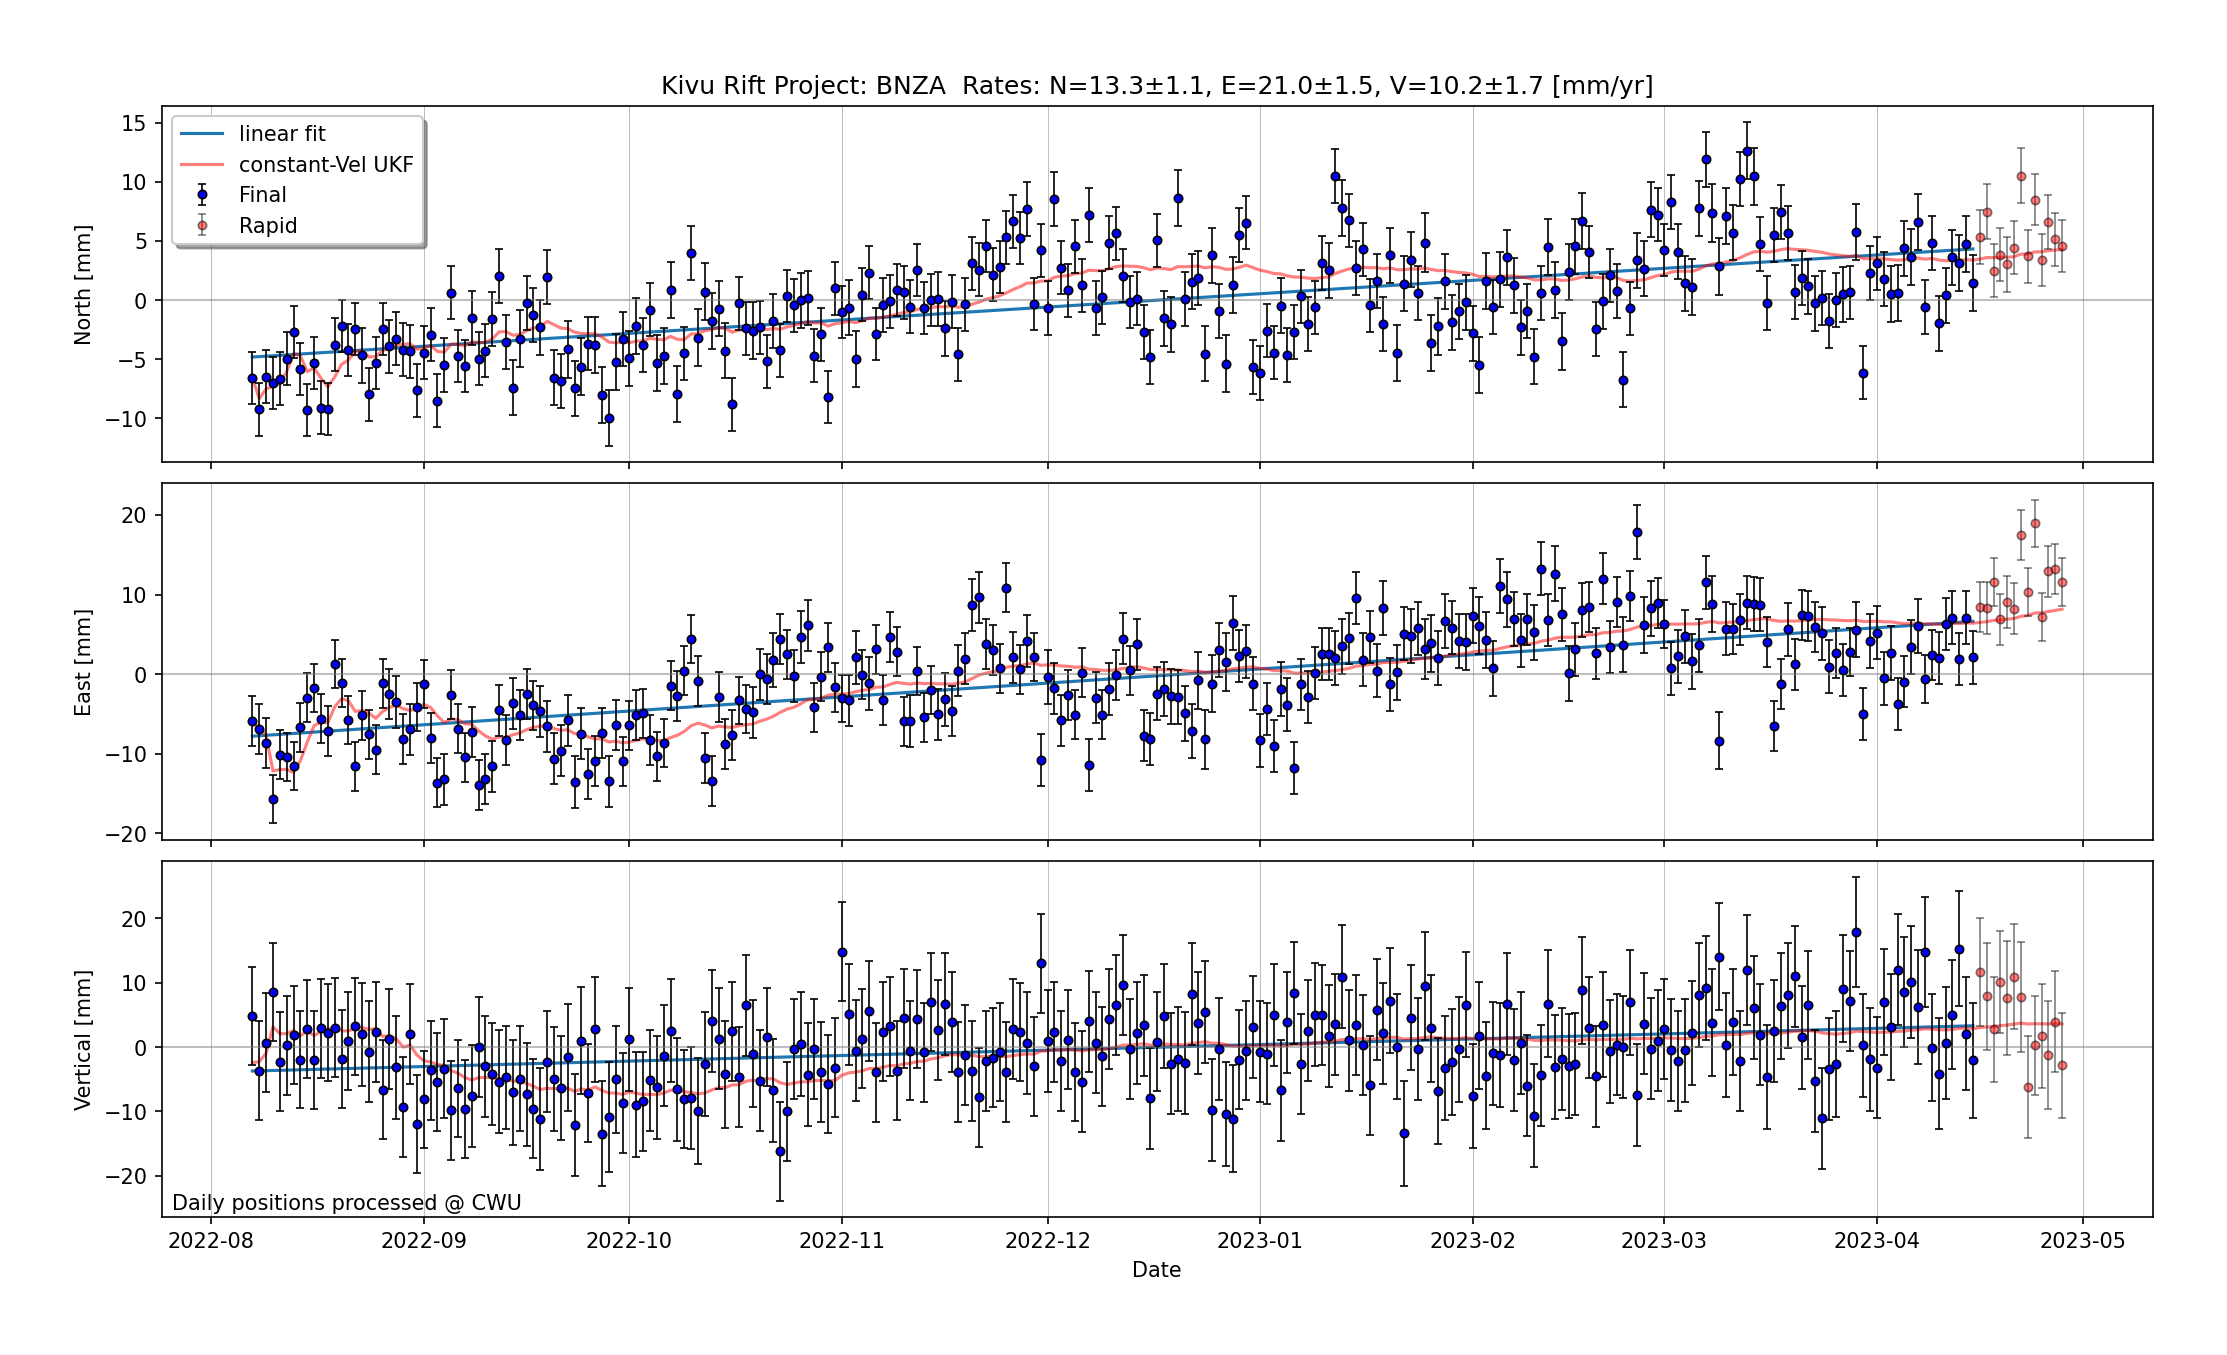 Kivu Rift Project: BNZA  Rates: N=13.3±1.1, E=21.0±1.5, V=10.2±1.7 [mm/yr]
linear fit
constant-Vel UKF
Final
Rapid
North [mm]
15
10
5
0
−5
−10
East [mm]
20
10
0
−10
−20
Vertical [mm]
20
10
0
−10
−20
Daily positions processed @ CWU
2022-08 2022-09 2022-10 2022-11 2022-12 2023-01 2023-02 2023-03 2023-04 2023-05
Date